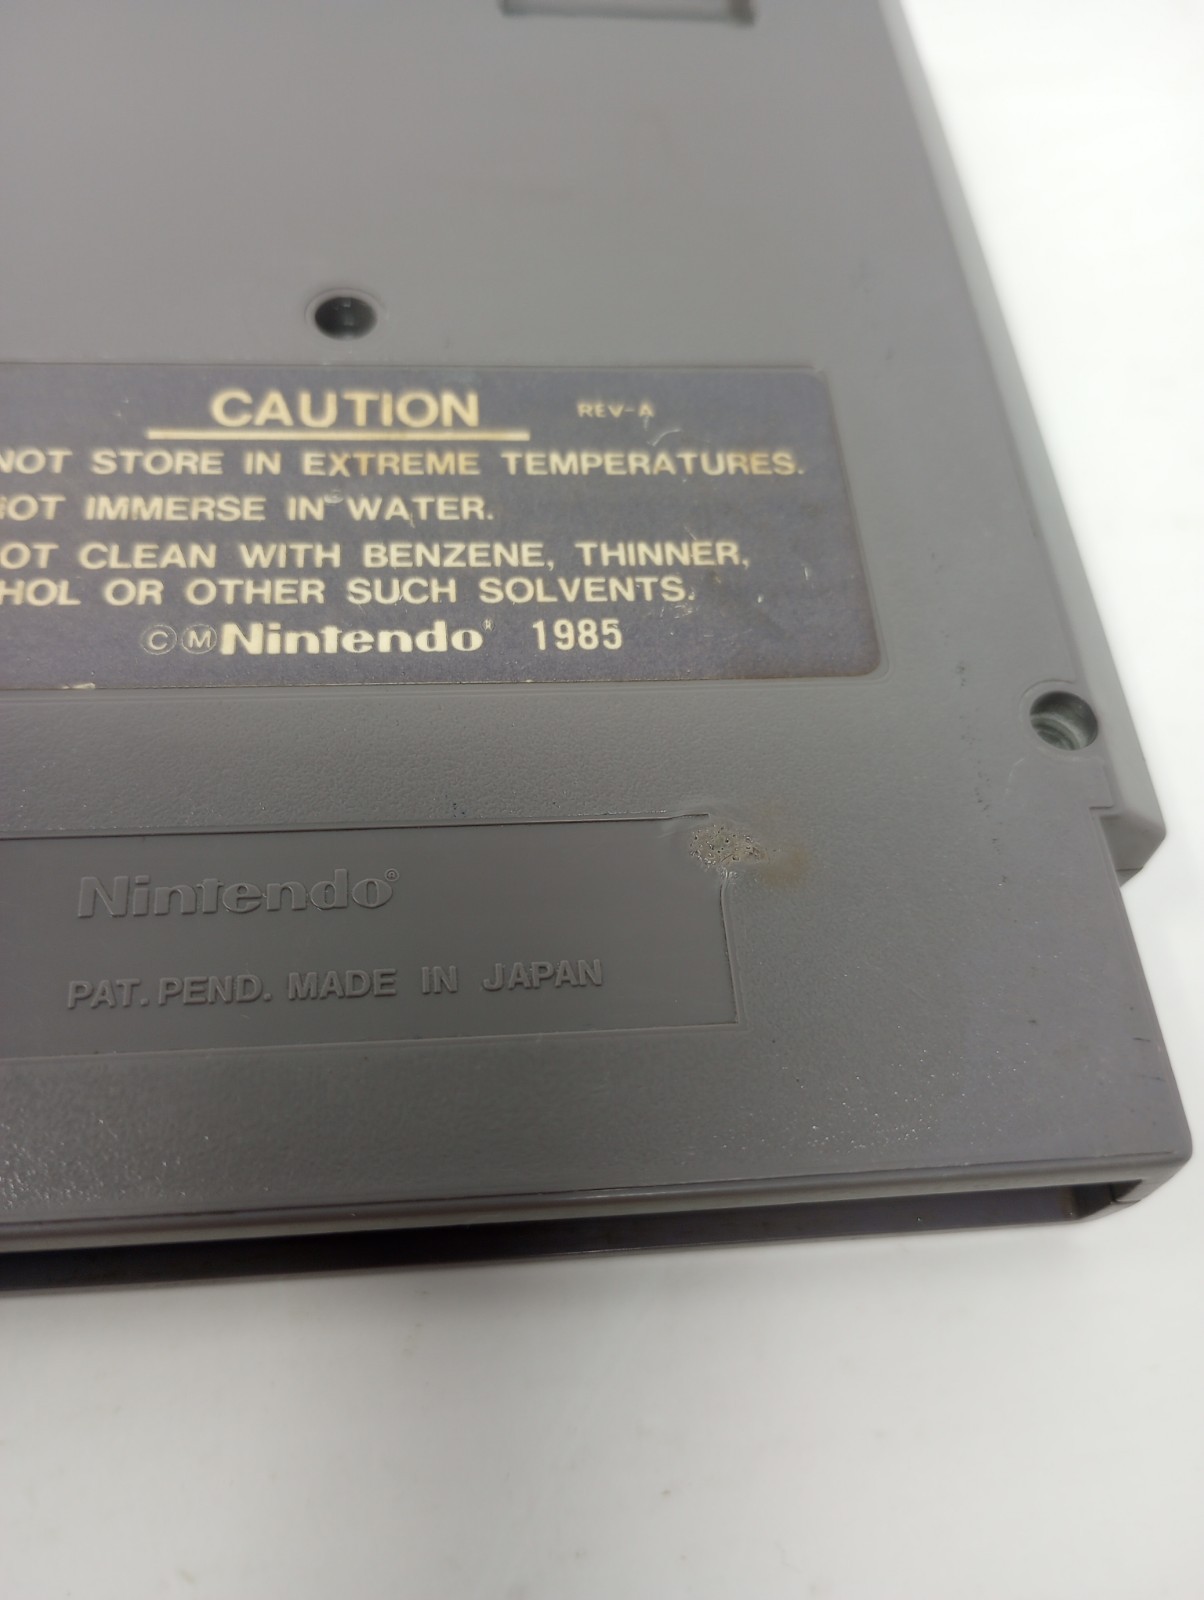 CAUTION REV-A
NOT STORE IN EXTREME TEMPERATURES.
NOT IMMERSE IN WATER.
OT CLEAN WITH BENZENE, THINNER,
HOL OR OTHER SUCH SOLVENTS.
©Ⓜ Nintendo® 1985
Nintendo®
PAT. PEND. MADE IN JAPAN